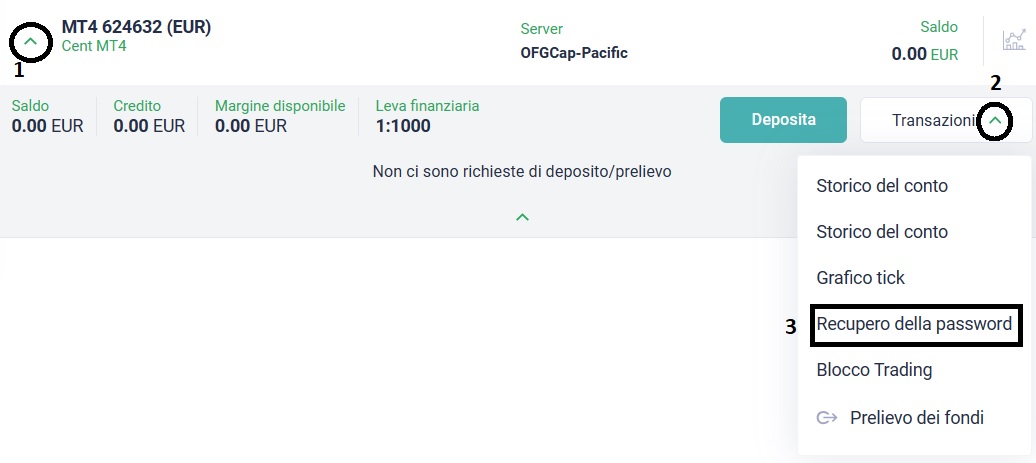 MT4 624632 (EUR)
Cent MT4
1
Server
OFGCap-Pacific
Saldo
0.00 EUR
2
Saldo
0.00 EUR
Credito
0.00 EUR
Margine disponibile
0.00 EUR
Leva finanziaria
1:1000
Deposita
Transazioni
Non ci sono richieste di deposito/prelievo
Storico del conto
Storico del conto
Grafico tick
3
Recupero della password
Blocco Trading
Prelievo dei fondi